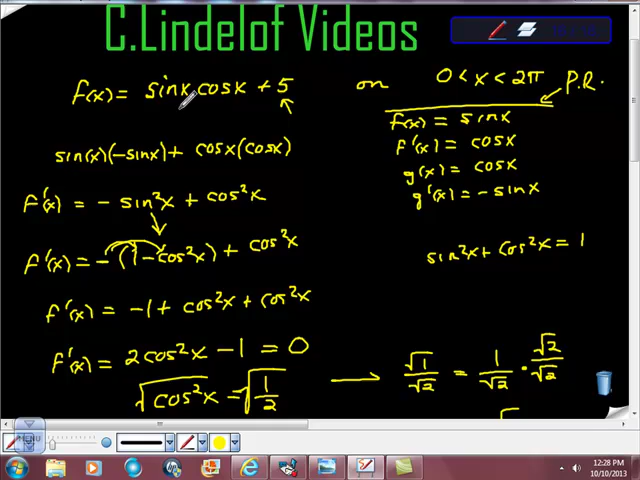 C.Lindelof Videos
f(x) = sinx cosx + 5 on 0 < x < 2π P.R.
f(x) = sinx
f'(x) = cosx
g(x) = cosx
g'(x) = -sinx
sin(x)(-sinx) + cosx(cosx)
f'(x) = - sin²x + cos²x
sin²x + cos²x = 1
f'(x) = -(1 - cos²x) + cos²x
f'(x) = -1 + cos²x + cos²x
f'(x) = 2cos²x - 1 = 0
√cos²x = √1/2 → √1/√2 = 1/√2 · √2/√2
MENU
12:28 PM
10/10/2013